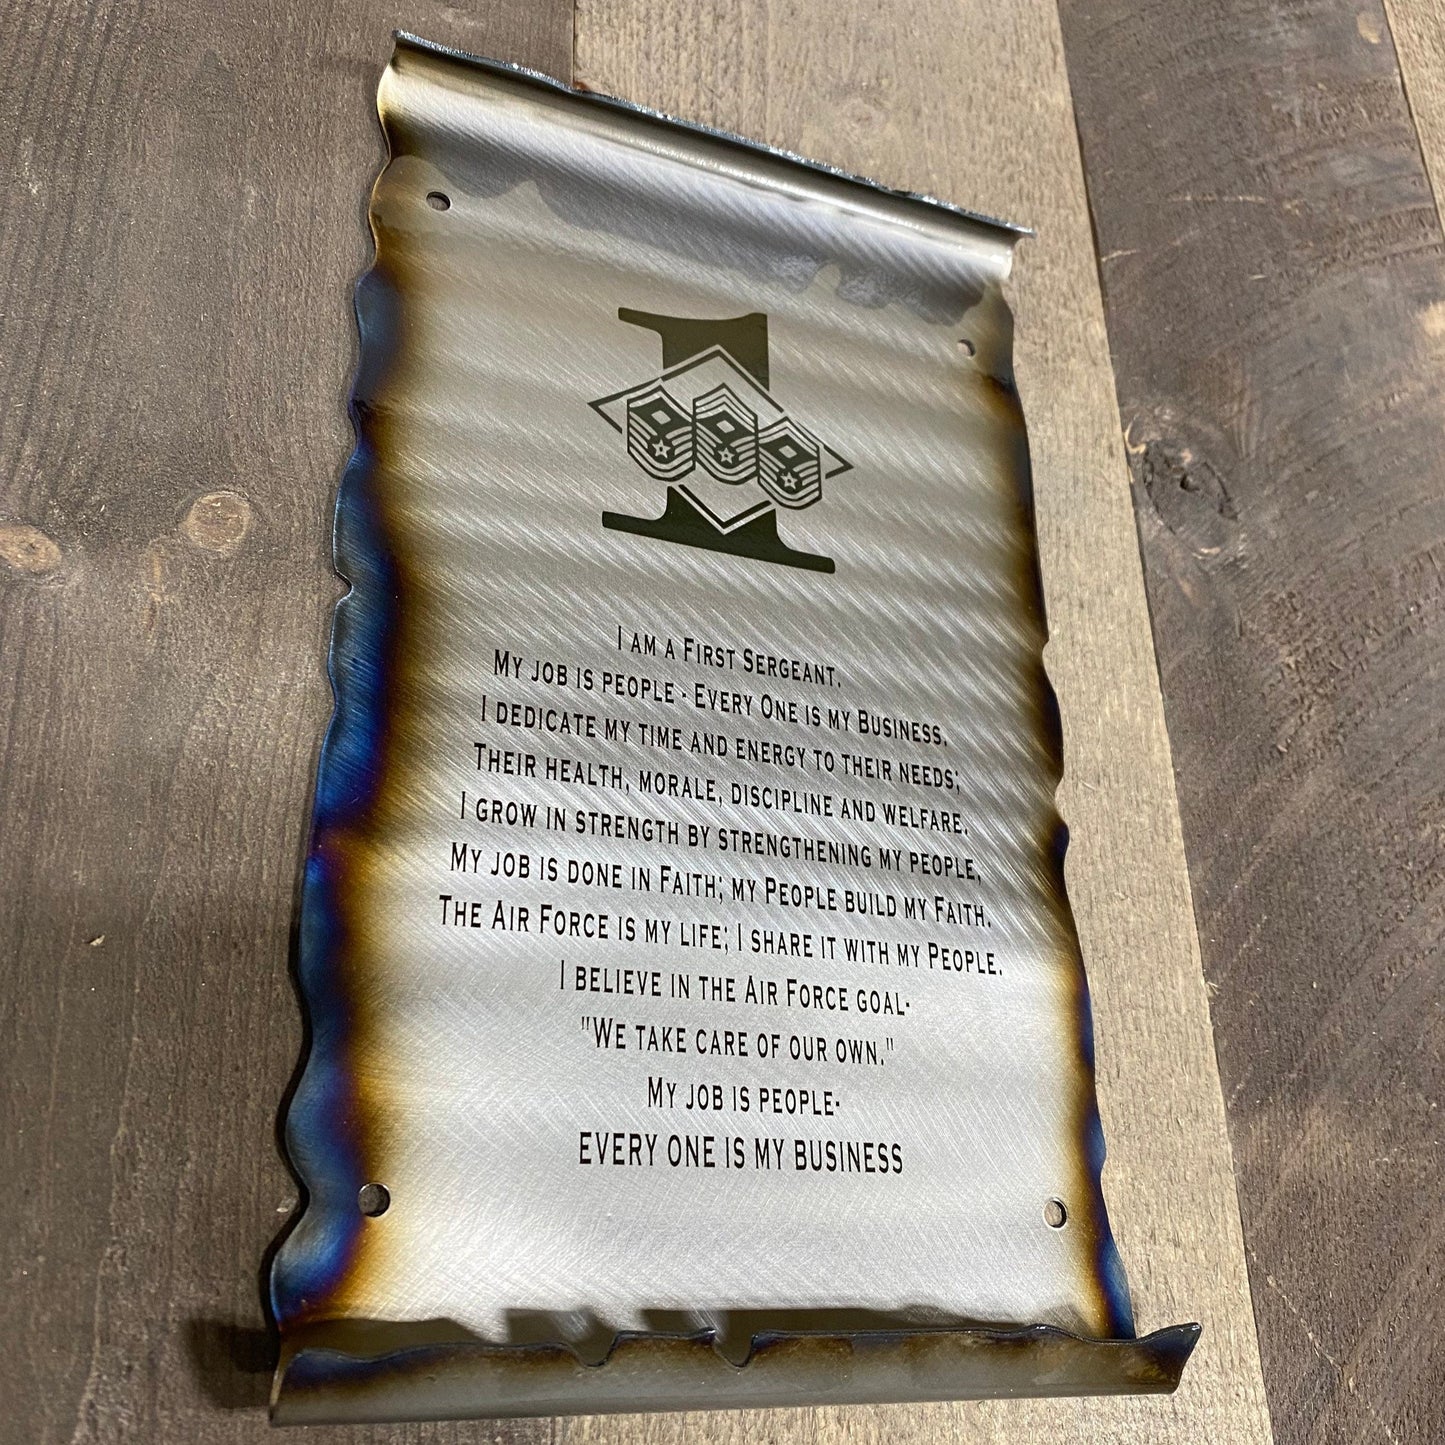 1
I AM A FIRST SERGEANT.
MY JOB IS PEOPLE - EVERY ONE IS MY BUSINESS.
I DEDICATE MY TIME AND ENERGY TO THEIR NEEDS;
THEIR HEALTH, MORALE, DISCIPLINE AND WELFARE.
I GROW IN STRENGTH BY STRENGTHENING MY PEOPLE,
MY JOB IS DONE IN FAITH; MY PEOPLE BUILD MY FAITH.
THE AIR FORCE IS MY LIFE; I SHARE IT WITH MY PEOPLE.
I BELIEVE IN THE AIR FORCE GOAL-
"WE TAKE CARE OF OUR OWN."
MY JOB IS PEOPLE-
EVERY ONE IS MY BUSINESS